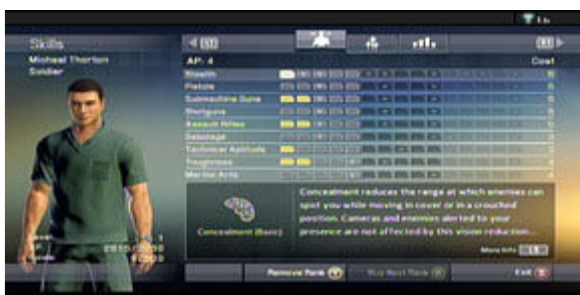 Skills
Michael Thorton
Soldier
AP: 4
Cost
Stealth
Pistols
Submachine Guns
Shotguns
Assault Rifles
Sabotage
Technical Aptitude
Toughness
Martial Arts
Concealment (Basic)
Concealment reduces the range at which enemies can
spot you while moving in cover or in a crouched
position. Cameras and enemies alerted to your
presence are not affected by this vision reduction...
More Info
Remove Rank
Buy Next Rank
Exit